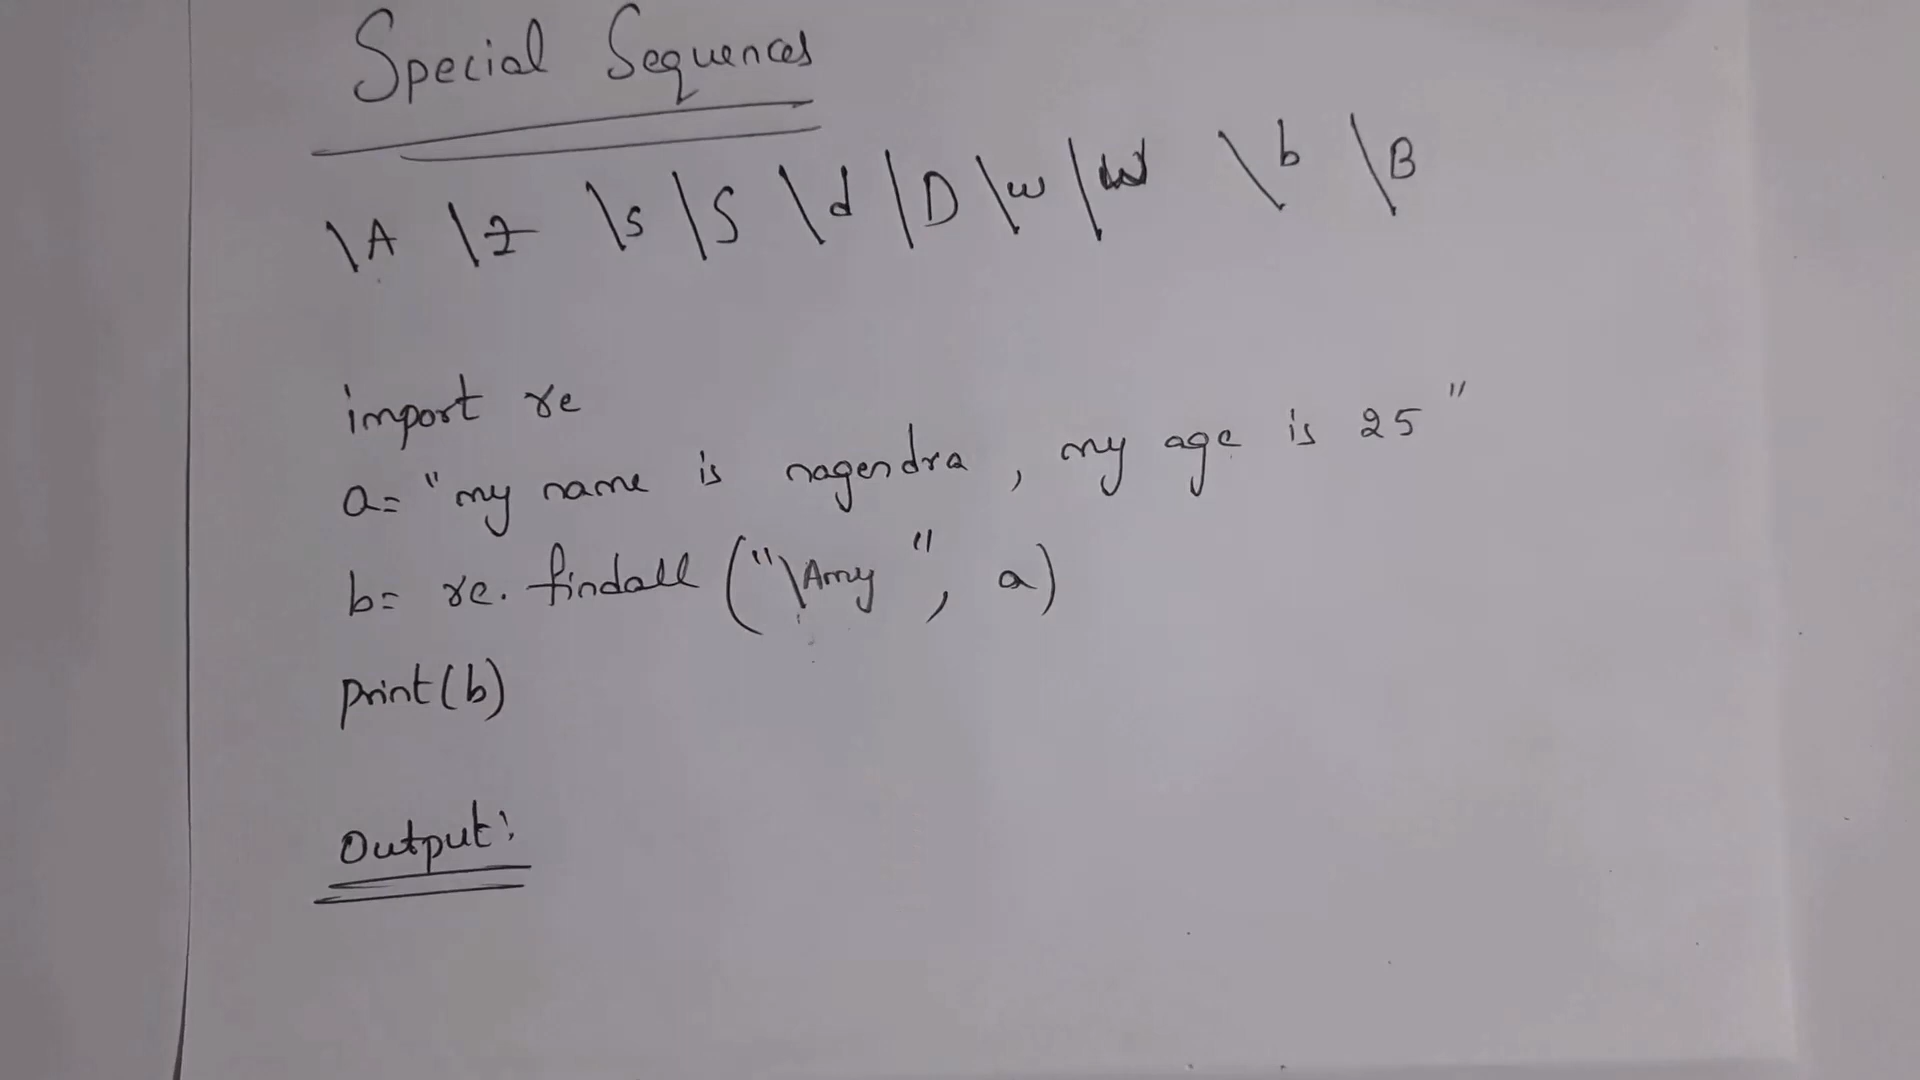 Special Sequences
\A \Z \s \S \d \D \w \W \b \B
import re
a= "my name is nagendra, my age is 25"
b= re.findall("\Amy", a)
print(b)
Output: